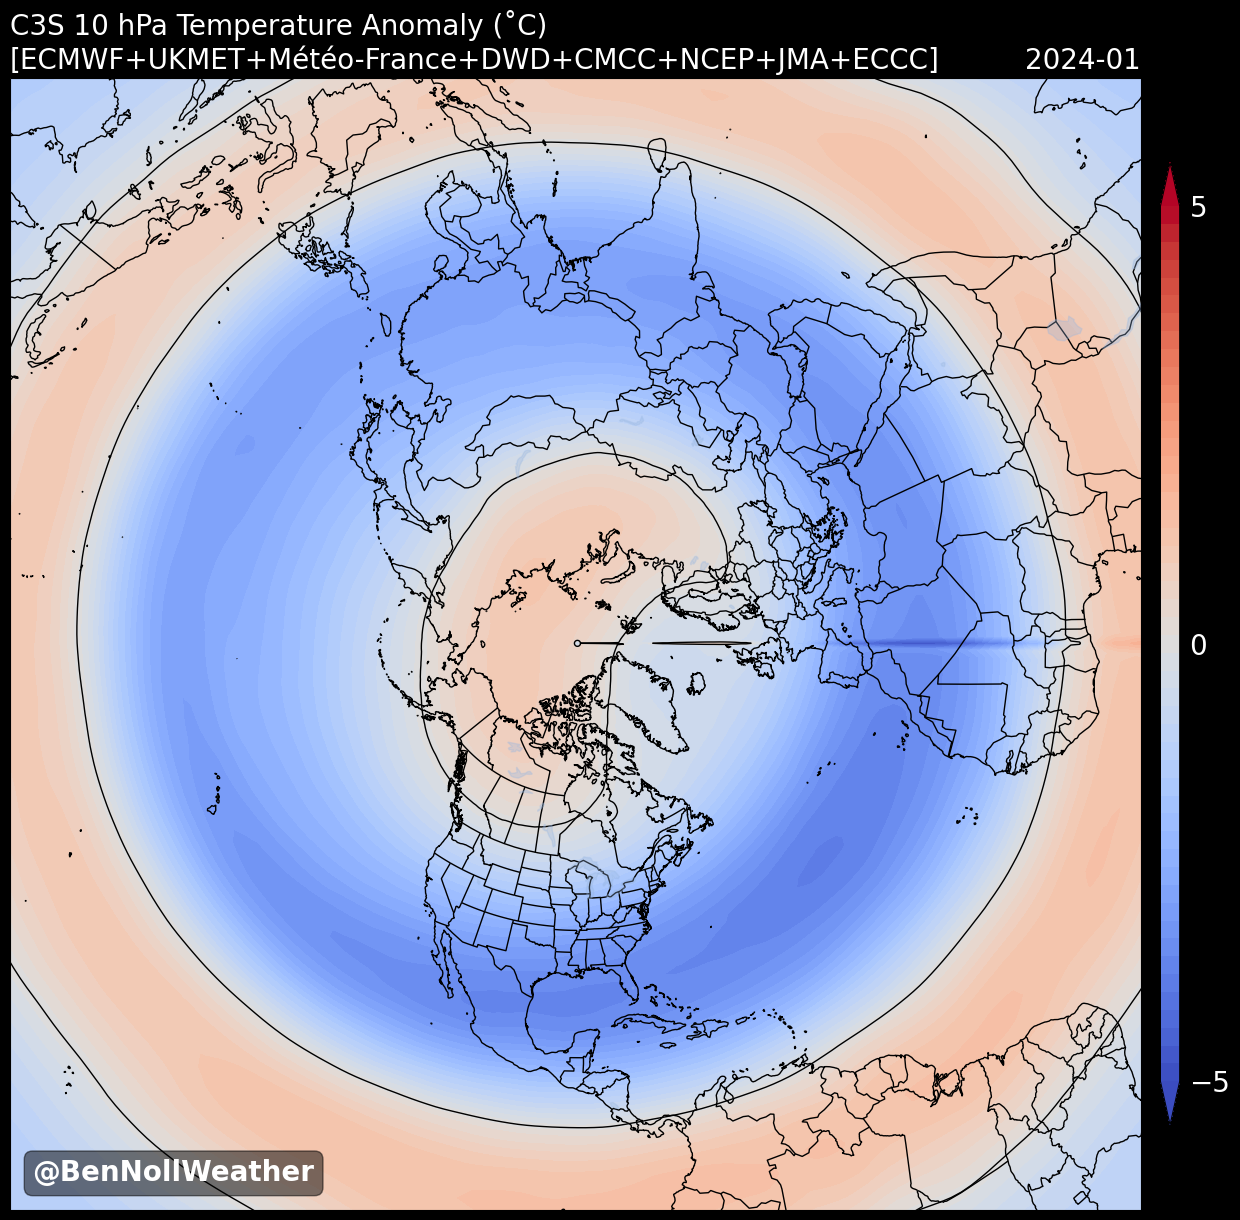 C3S 10 hPa Temperature Anomaly (˚C)
[ECMWF+UKMET+Météo-France+DWD+CMCC+NCEP+JMA+ECCC] 2024-01
5
0
−5
@BenNollWeather